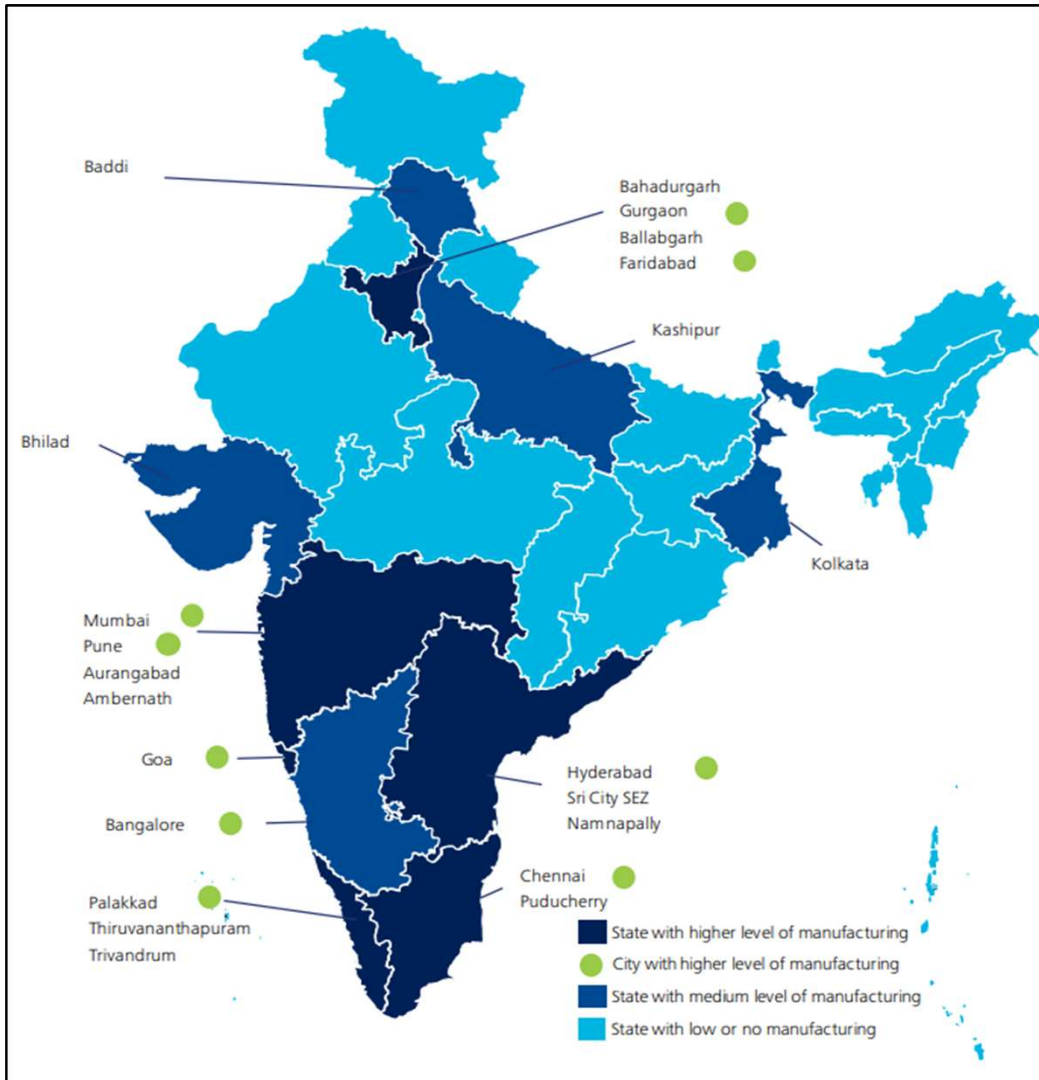 Baddi
Bahadurgarh
Gurgaon
Ballabgarh
Faridabad
Kashipur
Bhilad
Kolkata
Mumbai
Pune
Aurangabad
Ambernath
Goa
Hyderabad
Sri City SEZ
Namnapally
Bangalore
Chennai
Puducherry
Palakkad
Thiruvananthapuram
Trivandrum
State with higher level of manufacturing
City with higher level of manufacturing
State with medium level of manufacturing
State with low or no manufacturing